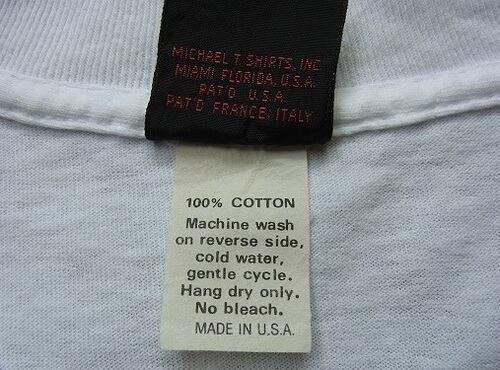 MICHAEL T. SHIRTS, INC
MIAMI FLORIDA, U.S.A.
PAT'D U.S.A.
PAT'D FRANCE; ITALY
100% COTTON
Machine wash
on reverse side,
cold water,
gentle cycle.
Hang dry only.
No bleach.
MADE IN U.S.A.